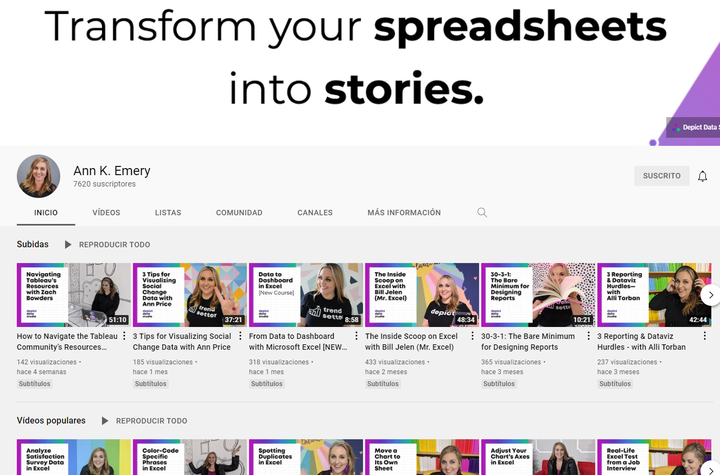 Transform your spreadsheets
into stories.
Depict Data
Ann K. Emery
7620 suscriptores
SUSCRITO
INICIO VÍDEOS LISTAS COMUNIDAD CANALES MÁS INFORMACIÓN
Subidas REPRODUCIR TODO
Navigating
Tableau's
Resources
with Zach
Bowders
51:10
3 Tips for
Visualizing
Social
Change
Data with
Ann Price
trend
setter
37:21
Data to
Dashboard
in Excel
[New Course]
trend
setter
8:58
The Inside
Scoop on
Excel with
Bill Jelen
(Mr. Excel)
depict
48:34
30-3-1:
The Bare
Minimum for
Designing
Reports
10:21
3 Reporting
& Dataviz
Hurdles—
with Alli
Torban
42:44
How to Navigate the Tableau
Community's Resources...
142 visualizaciones •
hace 4 semanas
Subtítulos
3 Tips for Visualizing Social
Change Data with Ann Price
185 visualizaciones •
hace 1 mes
Subtítulos
From Data to Dashboard
with Microsoft Excel [NEW...
318 visualizaciones •
hace 1 mes
Subtítulos
The Inside Scoop on Excel
with Bill Jelen (Mr. Excel)
433 visualizaciones •
hace 2 meses
Subtítulos
30-3-1: The Bare Minimum
for Designing Reports
365 visualizaciones •
hace 3 meses
Subtítulos
3 Reporting & Dataviz
Hurdles - with Alli Torban
237 visualizaciones •
hace 3 meses
Subtítulos
Vídeos populares REPRODUCIR TODO
Analyze
Satisfaction
Survey Data
in Excel
Color-Code
Specific
Phrases
in Excel
Spotting
Duplicates
in Excel
Move a
Chart to
Its Own
Sheet
Adjust Your
Chart's Axes
in Excel
Real-Life
Excel Test
from a Job
Interview